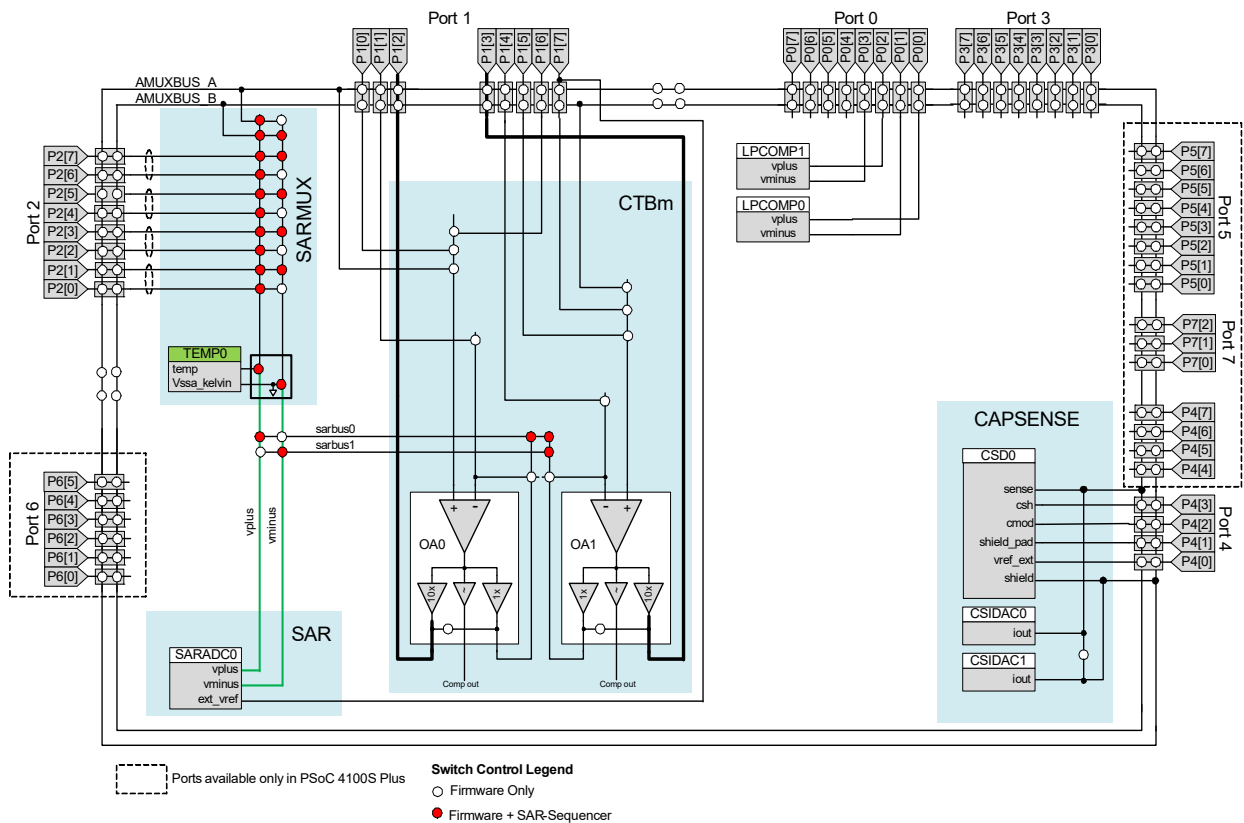 Port 1
Port 0
Port 3
P1[0]
P1[1]
P1[2]
P1[3]
P1[4]
P1[5]
P1[6]
P1[7]
P0[7]
P0[6]
P0[5]
P0[4]
P0[3]
P0[2]
P0[1]
P0[0]
P3[7]
P3[6]
P3[5]
P3[4]
P3[3]
P3[2]
P3[1]
P3[0]
AMUXBUS_A
AMUXBUS_B
Port 2
P2[7]
P2[6]
P2[5]
P2[4]
P2[3]
P2[2]
P2[1]
P2[0]
SARMUX
TEMP0
temp
Vssa_kelvin
sarbus0
sarbus1
vplus
vminus
Port 6
P6[5]
P6[4]
P6[3]
P6[2]
P6[1]
P6[0]
SAR
SARADC0
vplus
vminus
ext_vref
CTBm
+
-
OA0
10x
~
1x
Comp out
-
+
OA1
1x
~
10x
Comp out
LPCOMP1
vplus
vminus
LPCOMP0
vplus
vminus
P5[7]
P5[6]
P5[5]
P5[4]
P5[3]
P5[2]
P5[1]
P5[0]
Port 5
P7[2]
P7[1]
P7[0]
Port 7
P4[7]
P4[6]
P4[5]
P4[4]
P4[3]
P4[2]
P4[1]
P4[0]
Port 4
CAPSENSE
CSD0
sense
csh
cmod
shield_pad
vref_ext
shield
CSIDAC0
iout
CSIDAC1
iout
Ports available only in PSoC 4100S Plus
Switch Control Legend
Firmware Only
Firmware + SAR-Sequencer